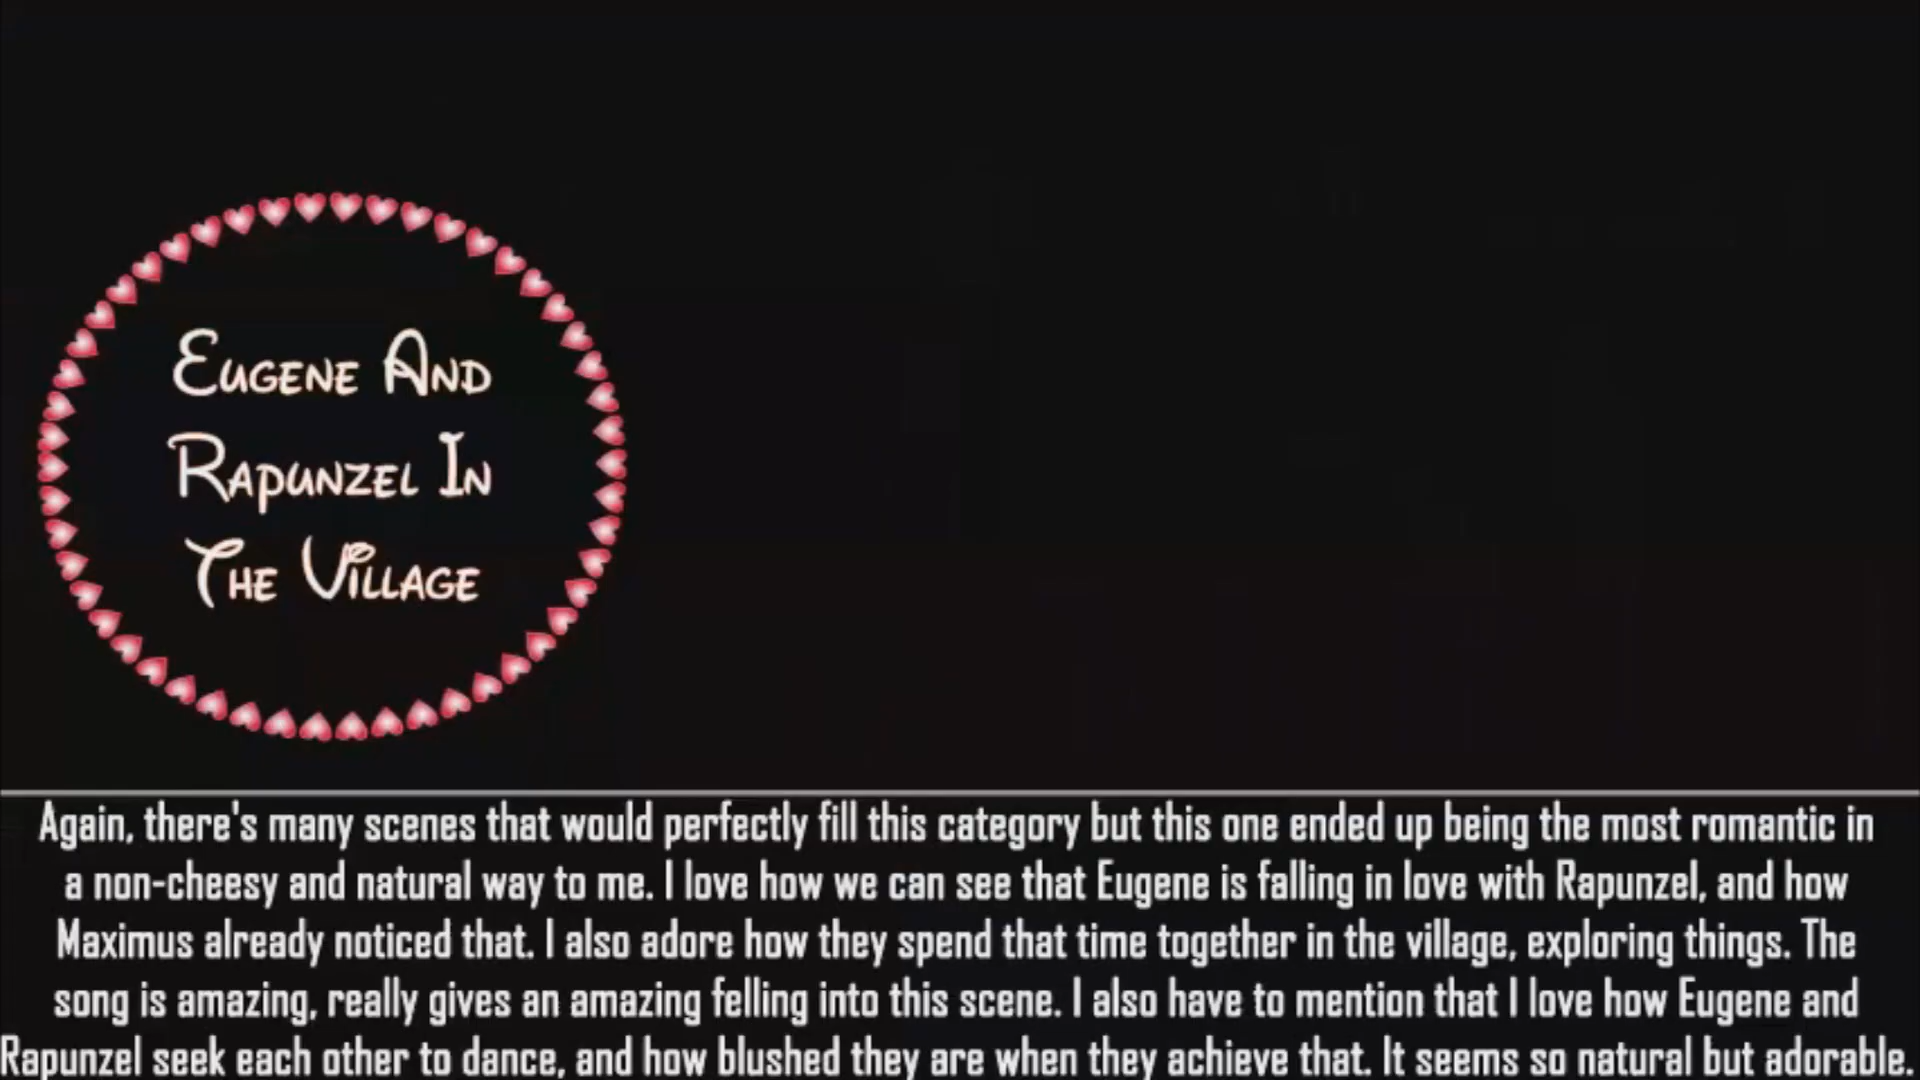 Eugene And
Rapunzel In
The Village
Again, there's many scenes that would perfectly fill this category but this one ended up being the most romantic in
a non-cheesy and natural way to me. I love how we can see that Eugene is falling in love with Rapunzel, and how
Maximus already noticed that. I also adore how they spend that time together in the village, exploring things. The
song is amazing, really gives an amazing felling into this scene. I also have to mention that I love how Eugene and
Rapunzel seek each other to dance, and how blushed they are when they achieve that. It seems so natural but adorable.